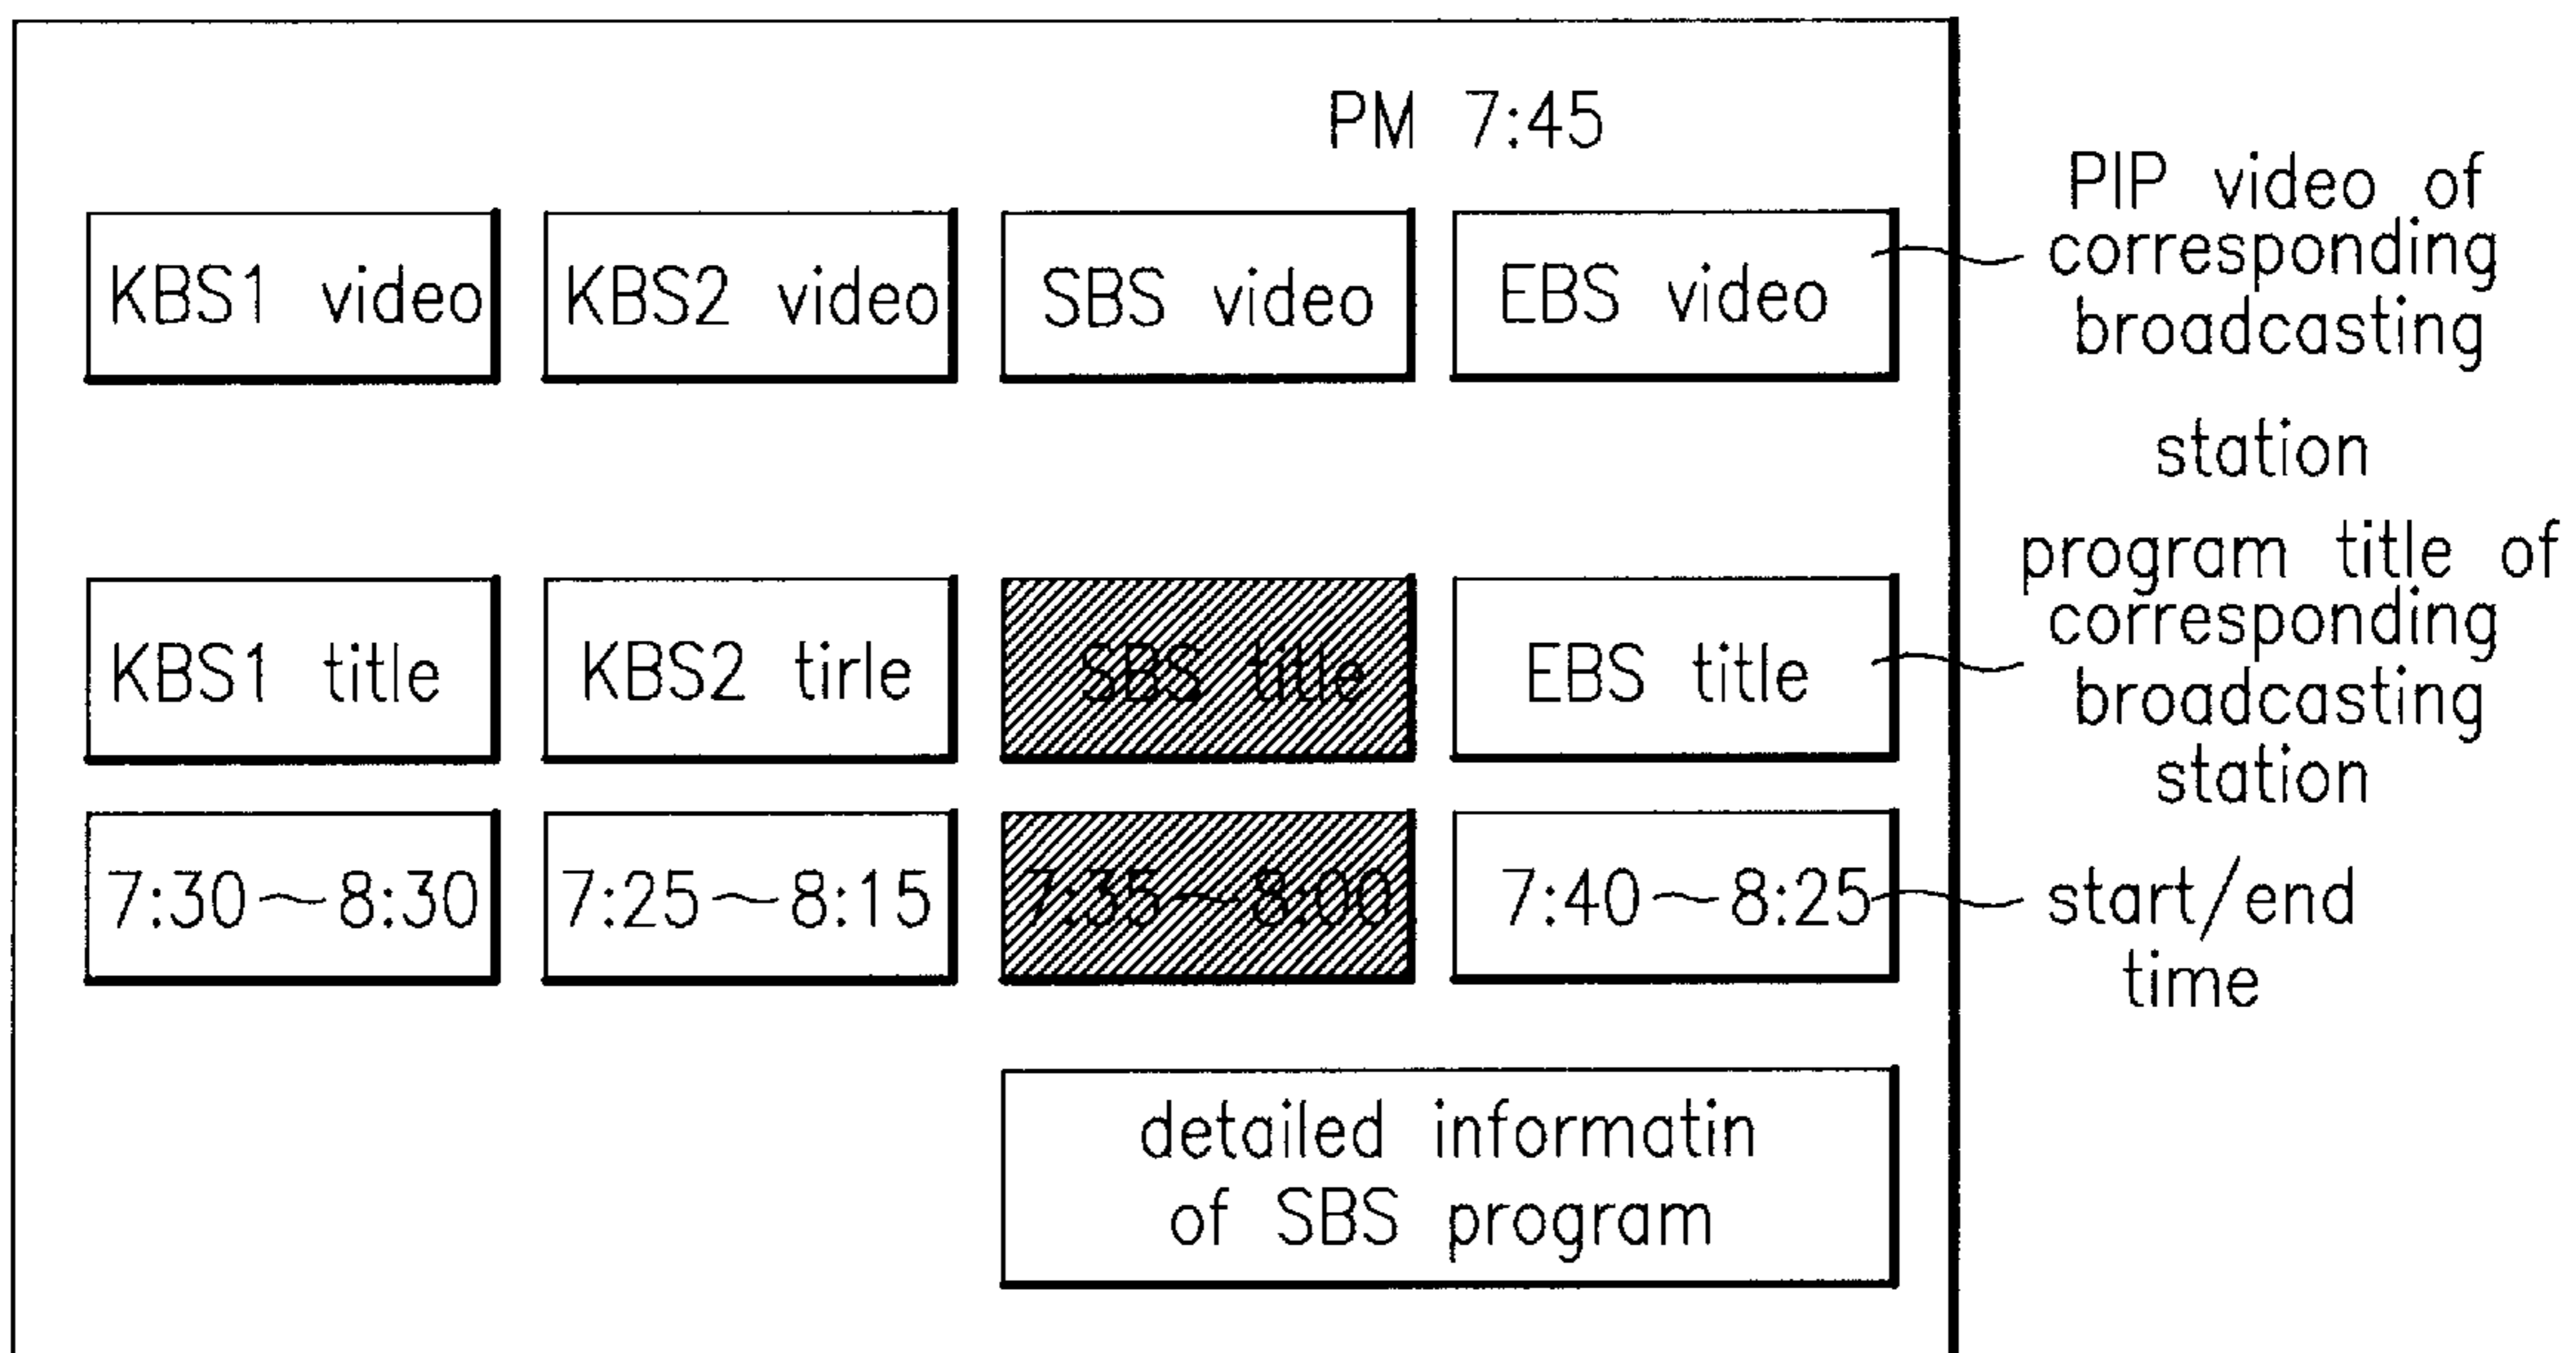 PM 7:45
KBS1 video
KBS2 video
SBS video
EBS video
PIP video of
corresponding
broadcasting
station
KBS1 title
KBS2 tirle
SBS title
EBS title
program title of
corresponding
broadcasting
station
7:30~8:30
7:25~8:15
7:35~8:00
7:40~8:25
start/end
time
detailed informatin
of SBS program